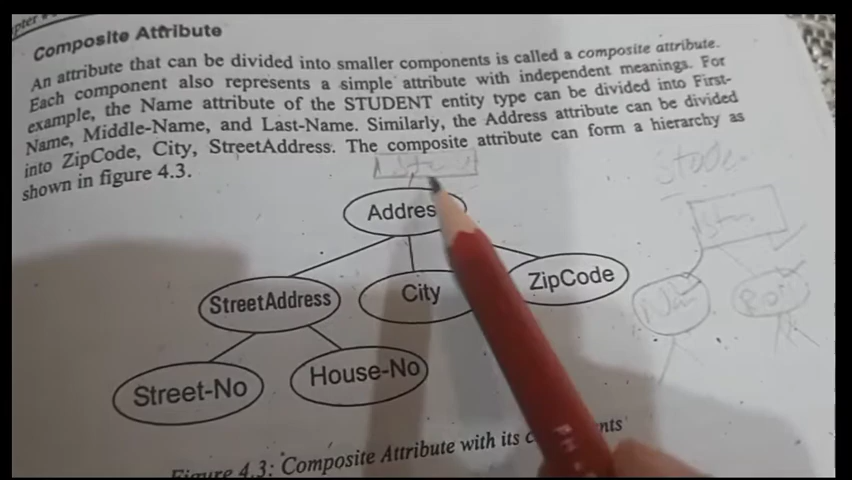 Composite Attribute
An attribute that can be divided into smaller components is called a composite attribute.
Each component also represents a simple attribute with independent meanings. For
example, the Name attribute of the STUDENT entity type can be divided into First-
Name, Middle-Name, and Last-Name. Similarly, the Address attribute can be divided
into ZipCode, City, StreetAddress. The composite attribute can form a hierarchy as
shown in figure 4.3.
Addres
StreetAddress
City
ZipCode
Street-No
House-No
Figure 4.3: Composite Attribute with its